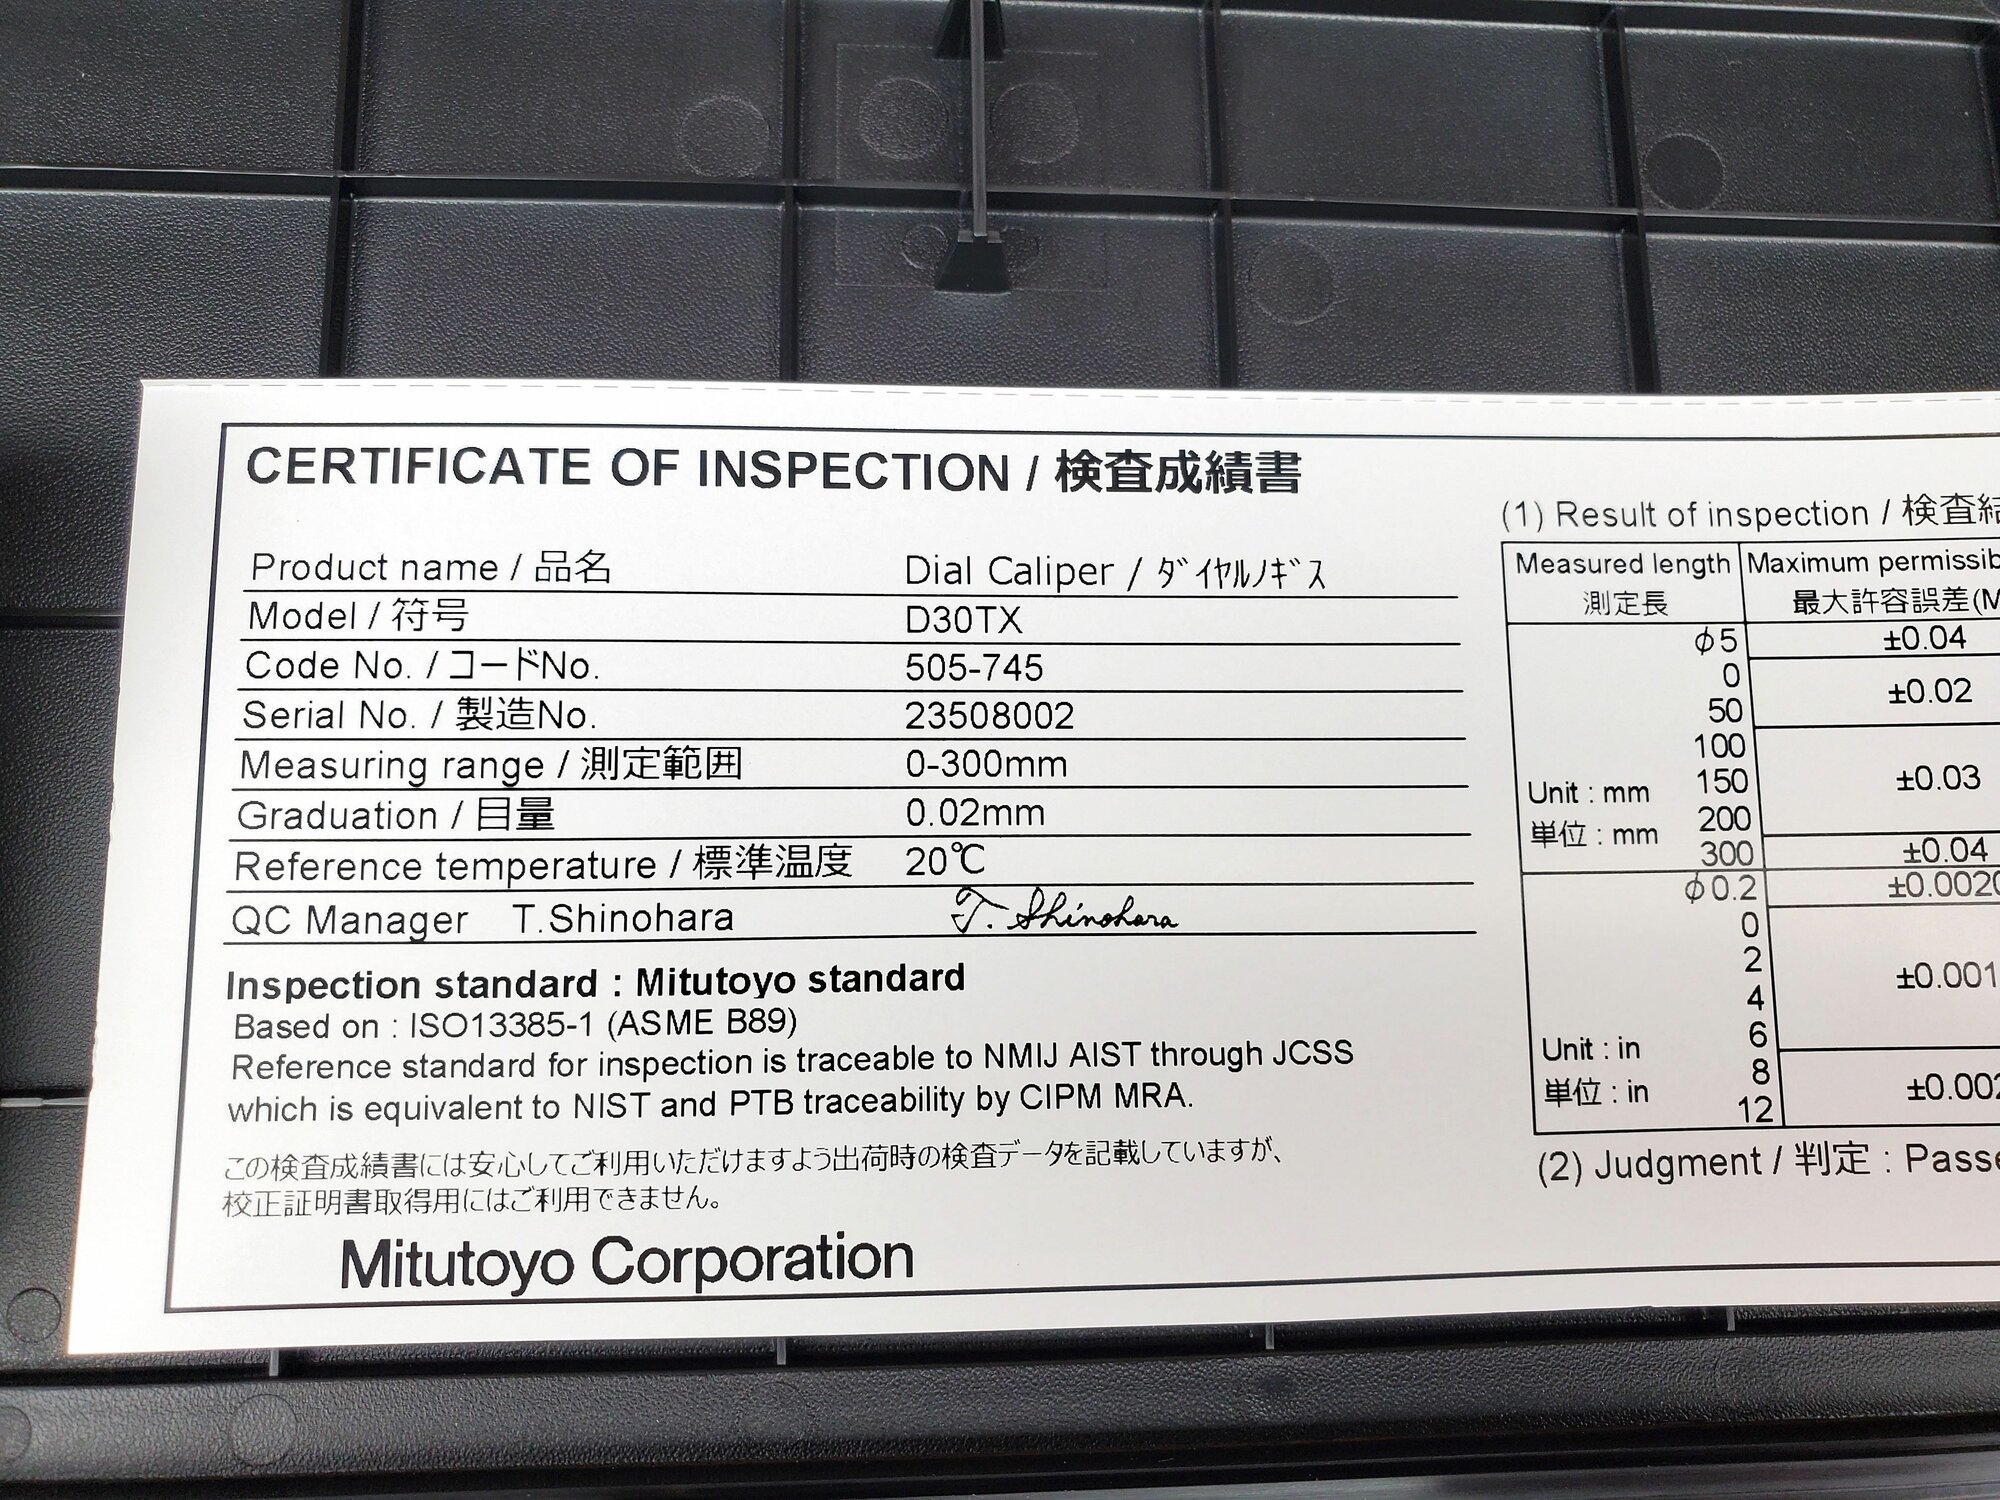 CERTIFICATE OF INSPECTION / 検査成績書
Product name / 品名 Dial Caliper / ダイヤルノギス
Model / 符号 D30TX
Code No. / コードNo. 505-745
Serial No. / 製造No. 23508002
Measuring range / 測定範囲 0-300mm
Graduation / 目量 0.02mm
Reference temperature / 標準温度 20℃
QC Manager T.Shinohara T. Shinohara
Inspection standard : Mitutoyo standard
Based on : ISO13385-1 (ASME B89)
Reference standard for inspection is traceable to NMIJ AIST through JCSS
which is equivalent to NIST and PTB traceability by CIPM MRA.
この検査成績書には安心してご利用いただけますよう出荷時の検査データを記載していますが、
校正証明書取得用にはご利用できません。
Mitutoyo Corporation
(1) Result of inspection / 検査
Measured length Maximum
測定長 最大許容誤差
φ5 ±0.04
0 ±0.02
50
100
150 ±0.03
200
300 ±0.04
Unit : mm
単位 : mm
φ0.2
0
2
4
6
8
12
Unit : in
単位 : in
(2) Judgment / 判定 :